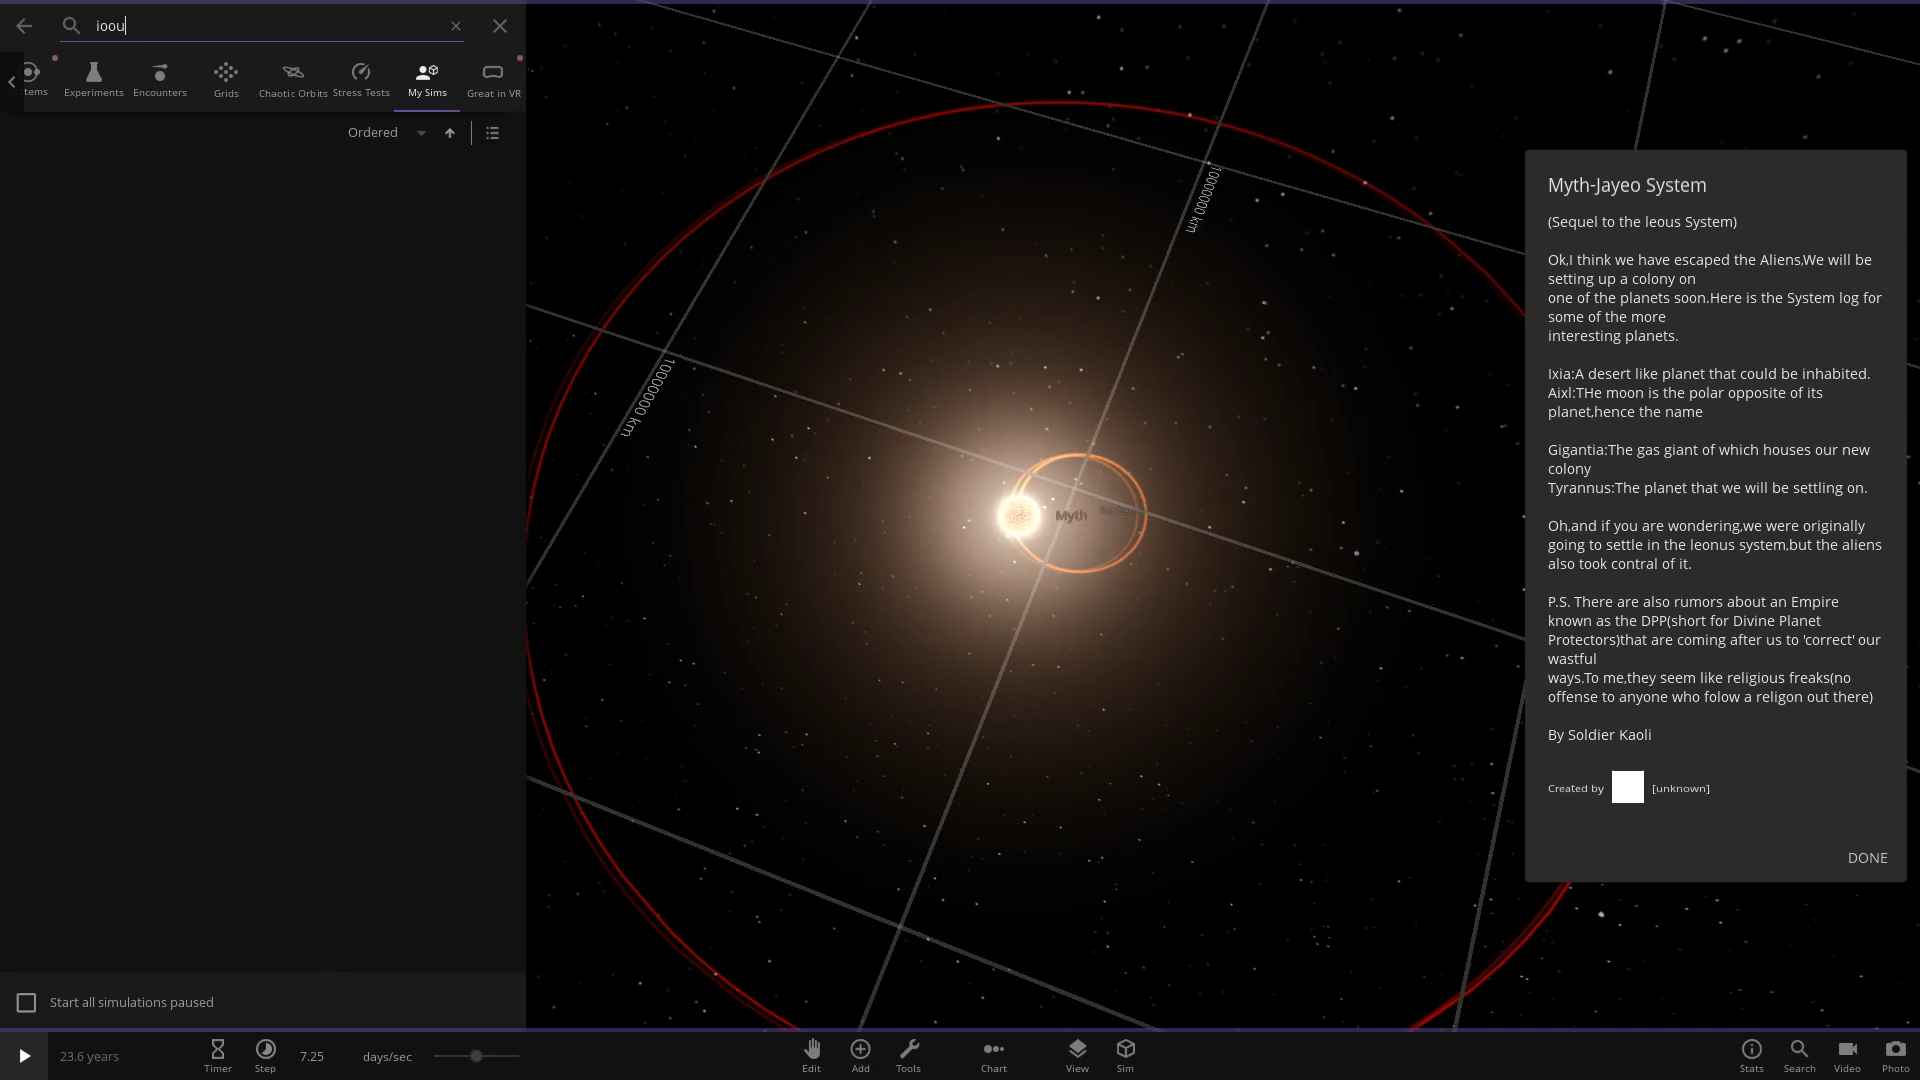 ioou
tems
Experiments
Encounters
Grids
Chaotic Orbits
Stress Tests
My Sims
Great in VR
Ordered
10000000 km
10000000 km
Myth
Myth-Jayeo System
(Sequel to the leous System)
Ok,I think we have escaped the Aliens,We will be
setting up a colony on
one of the planets soon.Here is the System log for
some of the more
interesting planets.
Ixia:A desert like planet that could be inhabited.
Aixl:THe moon is the polar opposite of its
planet,hence the name
Gigantia:The gas giant of which houses our new
colony
Tyrannus:The planet that we will be settling on.
Oh,and if you are wondering,we were originally
going to settle in the leonus system,but the aliens
also took contral of it.
P.S. There are also rumors about an Empire
known as the DPP(short for Divine Planet
Protectors)that are coming after us to 'correct' our
wastful
ways.To me,they seem like religious freaks(no
offense to anyone who folow a religon out there)
By Soldier Kaoli
Created by [unknown]
DONE
Start all simulations paused
23.6 years
Timer
Step
7.25
days/sec
Edit
Add
Tools
Chart
View
Sim
Stats
Search
Video
Photo